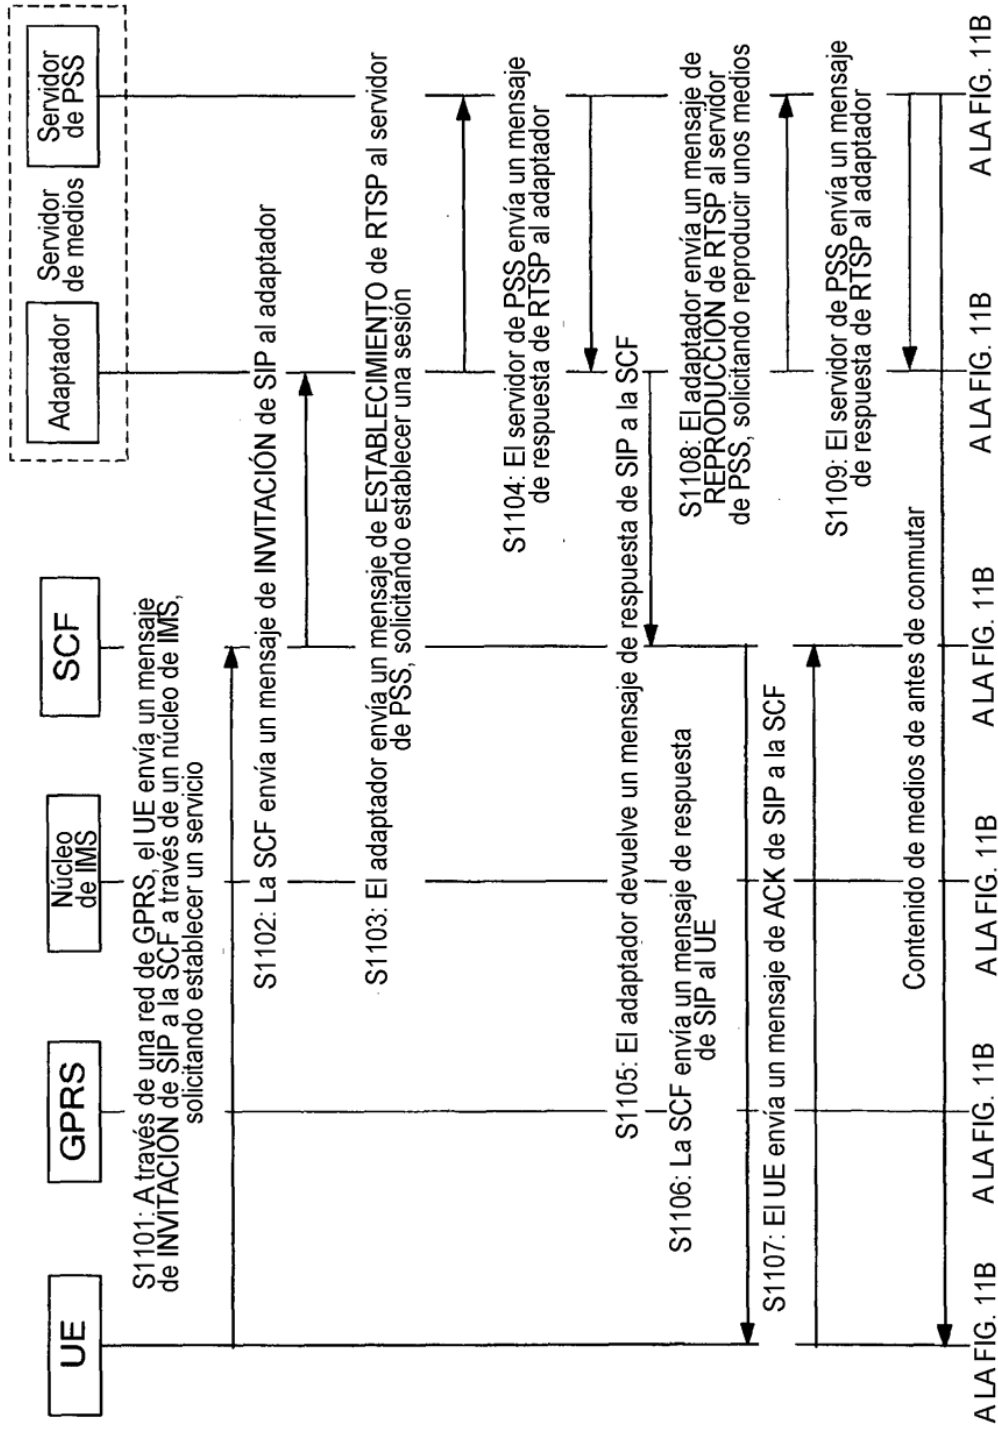 UE
GPRS
Núcleo
de IMS
SCF
Adaptador
Servidor
de medios
Servidor
de PSS
S1101: A través de una red de GPRS, el UE envía un mensaje
de INVITACIÓN de SIP a la SCF a través de un núcleo de IMS,
solicitando establecer un servicio
S1102: La SCF envía un mensaje de INVITACIÓN de SIP al adaptador
S1103: El adaptador envía un mensaje de ESTABLECIMIENTO de RTSP al servidor
de PSS, solicitando establecer una sesión
S1104: El servidor de PSS envía un mensaje
de respuesta de RTSP al adaptador
S1105: El adaptador devuelve un mensaje de respuesta de SIP a la SCF
S1106: La SCF envía un mensaje de respuesta
de SIP al UE
S1107: El UE envía un mensaje de ACK de SIP a la SCF
S1108: El adaptador envía un mensaje de
REPRODUCCIÓN de RTSP al servidor
de PSS, solicitando reproducir unos medios
S1109: El servidor de PSS envía un mensaje
de respuesta de RTSP al adaptador
Contenido de medios de antes de conmutar
A LA FIG. 11B
A LA FIG. 11B
A LA FIG. 11B
A LA FIG. 11B
A LA FIG. 11B
A LA FIG. 11B